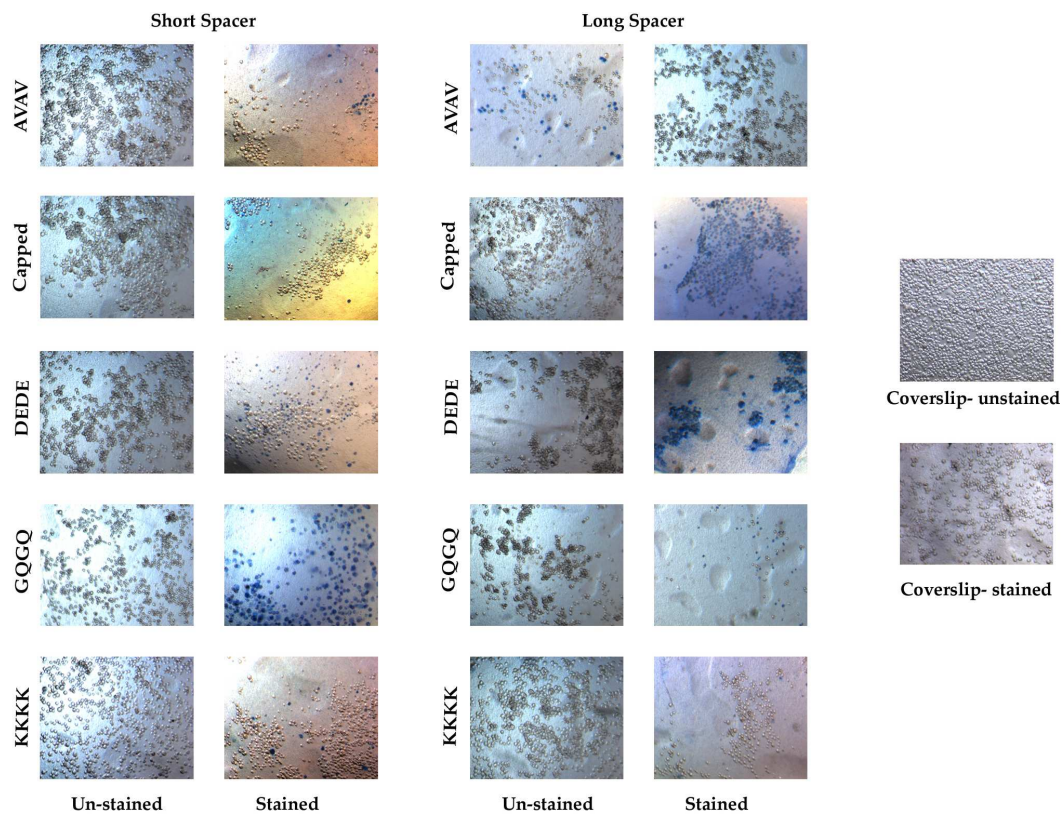 Short Spacer
Long Spacer
AVAV
AVAV
Capped
Capped
Coverslip- unstained
DEDE
DEDE
GQGQ
GQGQ
Coverslip- stained
KKKK
KKKK
Un-stained
Stained
Un-stained
Stained